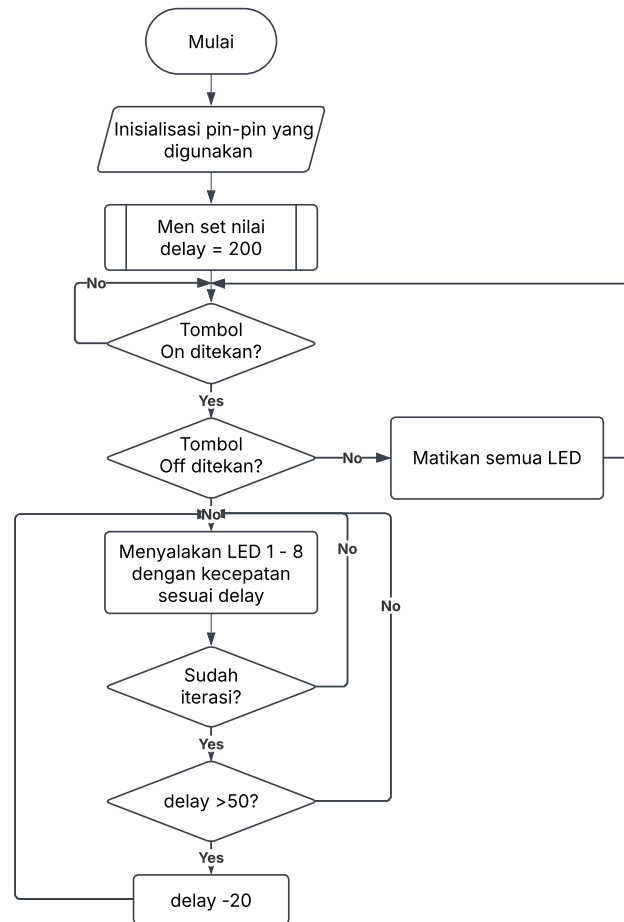 Mulai
Inisialisasi pin-pin yang
digunakan
Men set nilai
delay = 200
No
Tombol
On ditekan?
Yes
Tombol
Off ditekan?
No
Matikan semua LED
No
Menyalakan LED 1 - 8
dengan kecepatan
sesuai delay
No
No
Sudah
iterasi?
Yes
delay >50?
Yes
delay -20